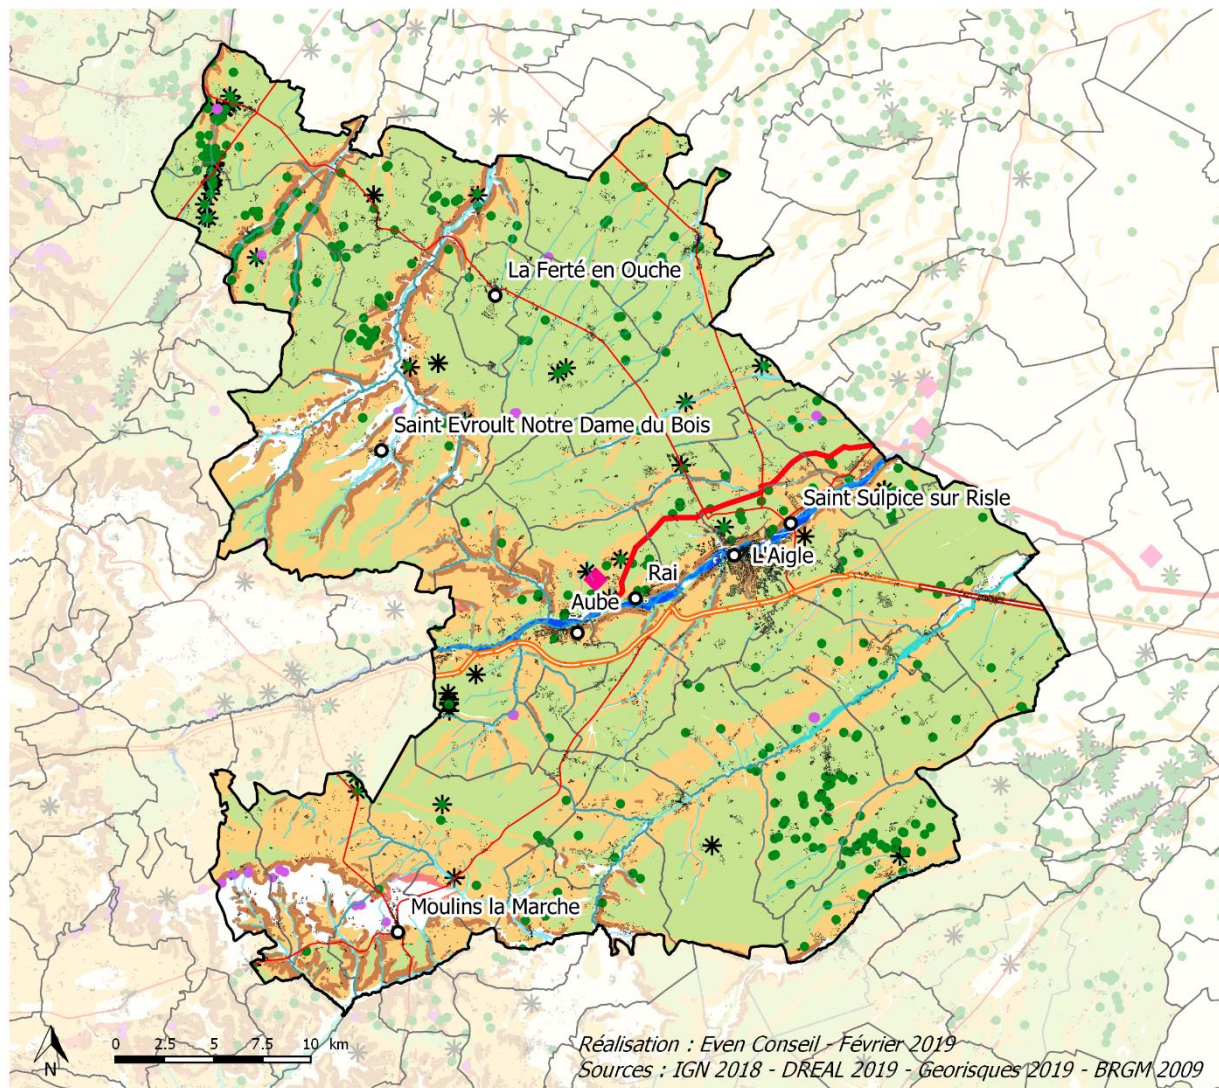 La Ferté en Ouche
Saint Evroult Notre Dame du Bois
Saint Sulpice sur Risle
L'Aigle
Rai
Aube
Moulins la Marche
0 2.5 5 7.5 10 km
N
Réalisation : Even Conseil - Février 2019
Sources : IGN 2018 - DREAL 2019 - Georisques 2019 - BRGM 2009